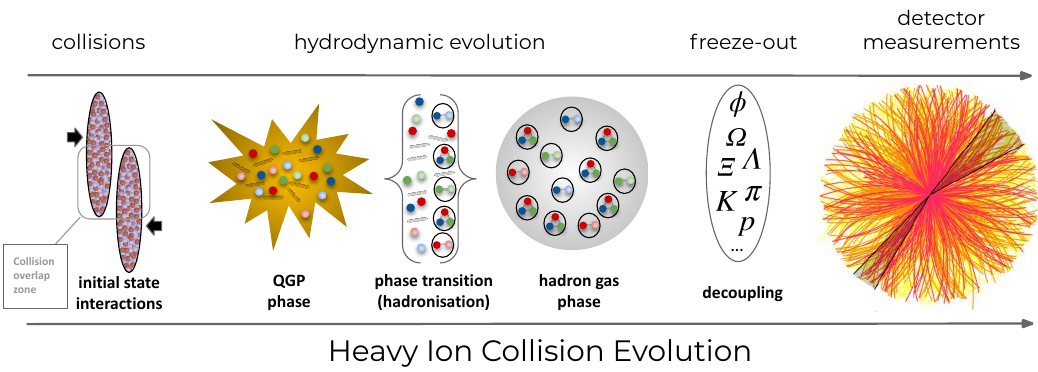 collisions
hydrodynamic evolution
freeze-out
detector
measurements
Collision
overlap
zone
initial state
interactions
QGP
phase
phase transition
(hadronisation)
hadron gas
phase
ϕ
Ω
Ξ Λ
K π
p
...
decoupling
Heavy Ion Collision Evolution